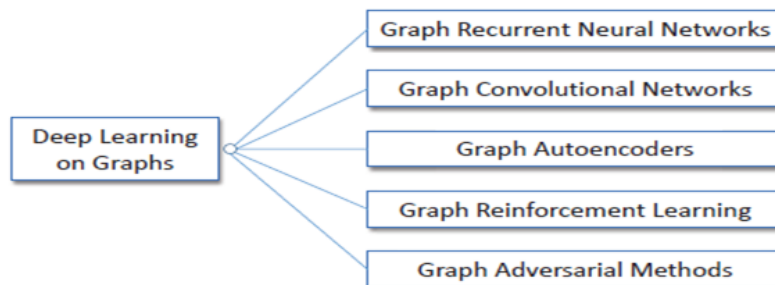 Graph Recurrent Neural Networks
Graph Convolutional Networks
Deep Learning
on Graphs
Graph Autoencoders
Graph Reinforcement Learning
Graph Adversarial Methods